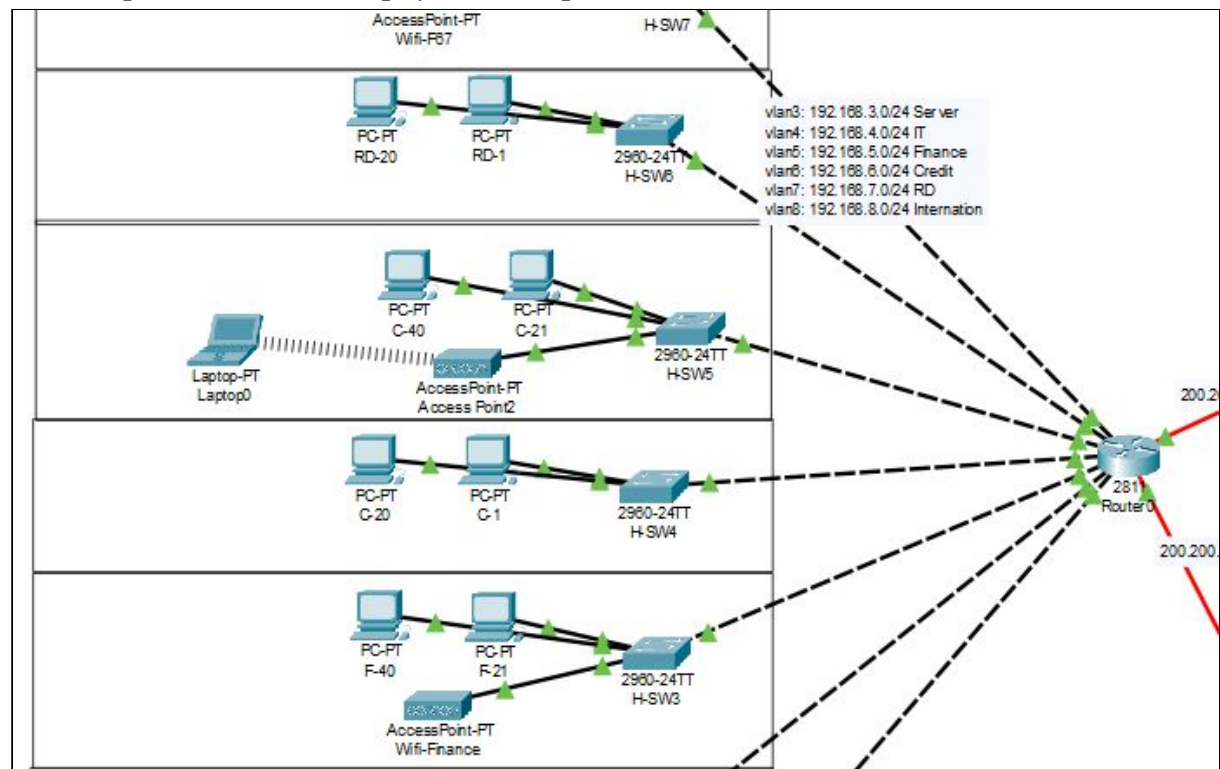 AccessPoint-PT
Wifi-F67
H-SW7
PC-PT
RD-20
PC-PT
RD-1
2960-24TT
H-SW6
vlan3: 192.168.3.0/24 Server
vlan4: 192.168.4.0/24 IT
vlan5: 192.168.5.0/24 Finance
vlan6: 192.168.6.0/24 Credit
vlan7: 192.168.7.0/24 RD
vlan8: 192.168.8.0/24 Internation
PC-PT
C-40
PC-PT
C-21
2960-24TT
H-SW5
Laptop-PT
Laptop0
AccessPoint-PT
Access Point2
200.20
281
Router0
PC-PT
C-20
PC-PT
C-1
2960-24TT
H-SW4
200.200.
PC-PT
F-40
PC-PT
F-21
2960-24TT
H-SW3
AccessPoint-PT
Wifi-Finance